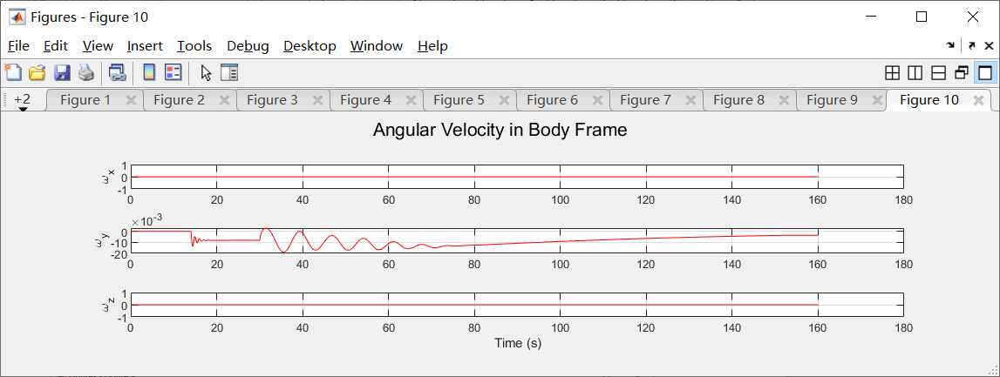 Figures - Figure 10
File Edit View Insert Tools Debug Desktop Window Help
+2 Figure 1 Figure 2 Figure 3 Figure 4 Figure 5 Figure 6 Figure 7 Figure 8 Figure 9 Figure 10
Angular Velocity in Body Frame
ω_x
1
0
-1
0 20 40 60 80 100 120 140 160 180
×10^-3
ω_y
0
-10
-20
0 20 40 60 80 100 120 140 160 180
ω_z
1
0
-1
0 20 40 60 80 100 120 140 160 180
Time (s)